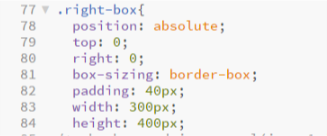 77 .right-box{
78 position: absolute;
79 top: 0;
80 right: 0;
81 box-sizing: border-box;
82 padding: 40px;
83 width: 300px;
84 height: 400px;